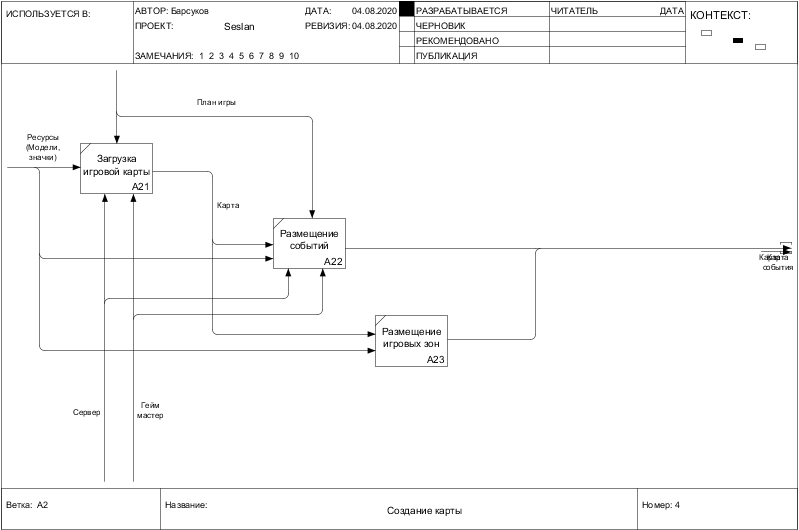 ИСПОЛЬЗУЕТСЯ В:
АВТОР: Барсуков
ДАТА: 04.08.2020
ПРОЕКТ: Seslan
РЕВИЗИЯ: 04.08.2020
ЗАМЕЧАНИЯ: 1 2 3 4 5 6 7 8 9 10
РАЗРАБАТЫВАЕТСЯ
ЧЕРНОВИК
РЕКОМЕНДОВАНО
ПУБЛИКАЦИЯ
ЧИТАТЕЛЬ
ДАТА
КОНТЕКСТ:
План игры
Ресурсы
(Модели,
значки)
Загрузка
игровой карты
A21
Карта
Размещение
событий
A22
Карта
события
Размещение
игровых зон
A23
Сервер
Гейм
мастер
Ветка: A2
Название:
Создание карты
Номер: 4